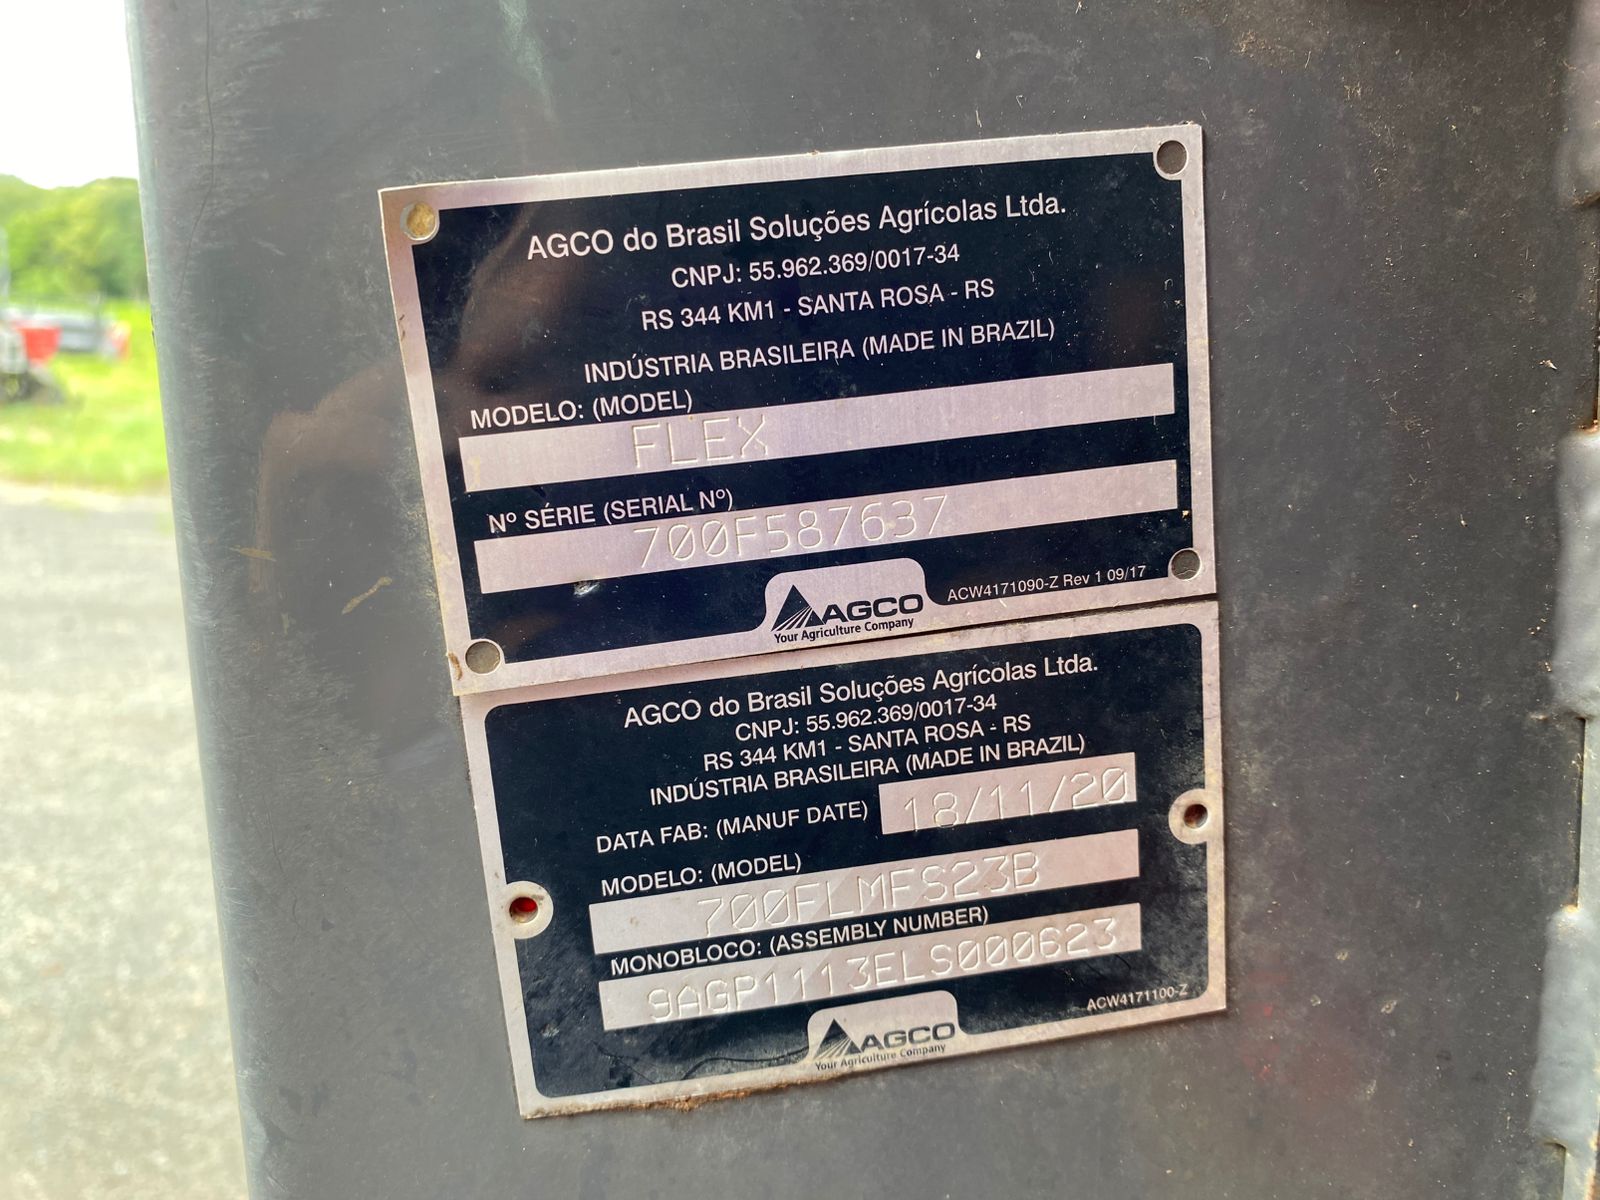 AGCO do Brasil Soluções Agrícolas Ltda.
CNPJ: 55.962.369/0017-34
RS 344 KM1 - SANTA ROSA - RS
INDÚSTRIA BRASILEIRA (MADE IN BRAZIL)
MODELO: (MODEL)
FLEX
Nº SÉRIE (SERIAL Nº)
700F587637
AGCO
Your Agriculture Company
ACW4171090-Z Rev 1 09/17
AGCO do Brasil Soluções Agrícolas Ltda.
CNPJ: 55.962.369/0017-34
RS 344 KM1 - SANTA ROSA - RS
INDÚSTRIA BRASILEIRA (MADE IN BRAZIL)
DATA FAB: (MANUF DATE) 18/11/20
MODELO: (MODEL)
700FLMFS23B
MONOBLOCO: (ASSEMBLY NUMBER)
9AGP1113ELS000623
ACW4171100-Z
AGCO
Your Agriculture Company